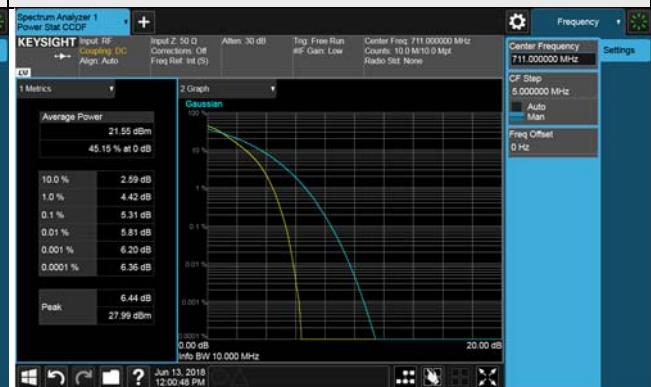 Spectrum Analyzer 1
Power Stat CCDF
+
Frequency
KEYSIGHT
Input: RF
Coupling: DC
Align: Auto
Input Z: 50 Ω
Corrections: Off
Freq Ref: Int (S)
Atten: 30 dB
Trig: Free Run
#IF Gain: Low
Center Freq: 711.000000 MHz
Counts: 10.0 M/10.0 Mpt
Radio Std: None
Center Frequency
711.000000 MHz
Settings
CF Step
5.000000 MHz
Auto
Man
Freq Offset
0 Hz
1 Metrics
Average Power
21.55 dBm
45.15 % at 0 dB
10.0 % 2.59 dB
1.0 % 4.42 dB
0.1 % 5.31 dB
0.01 % 5.81 dB
0.001 % 6.20 dB
0.0001 % 6.36 dB
Peak
6.44 dB
27.99 dBm
2 Graph
Gaussian
100 %
10 %
1 %
0.1 %
0.01 %
0.001 %
0.0001 %
0.00 dB
20.00 dB
Info BW 10.000 MHz
?
Jun 13, 2018
12:00:48 PM